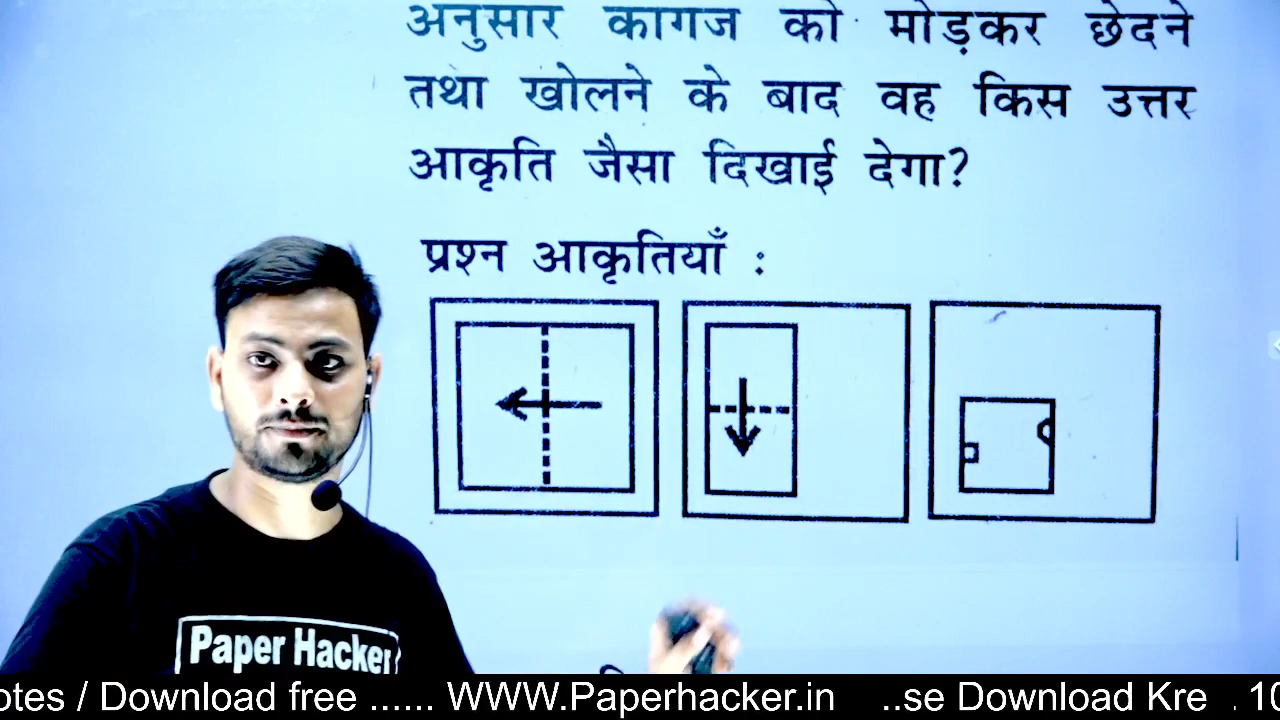 अनुसार कागज को मोड़कर छेदने
तथा खोलने के बाद वह किस उत्तर
आकृति जैसा दिखाई देगा?
प्रश्न आकृतियाँ :
Paper Hacker
otes / Download free ...... WWW.Paperhacker.in ..se Download Kre . 10